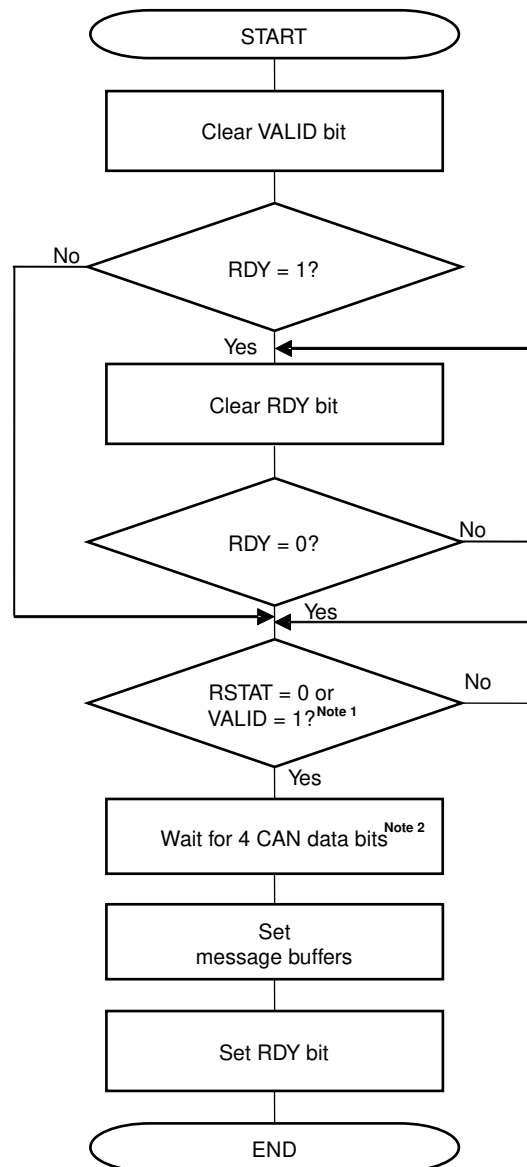 START
Clear VALID bit
No
RDY = 1?
Yes
Clear RDY bit
RDY = 0?
No
Yes
RSTAT = 0 or
VALID = 1?Note 1
No
Yes
Wait for 4 CAN data bitsNote 2
Set
message buffers
Set RDY bit
END